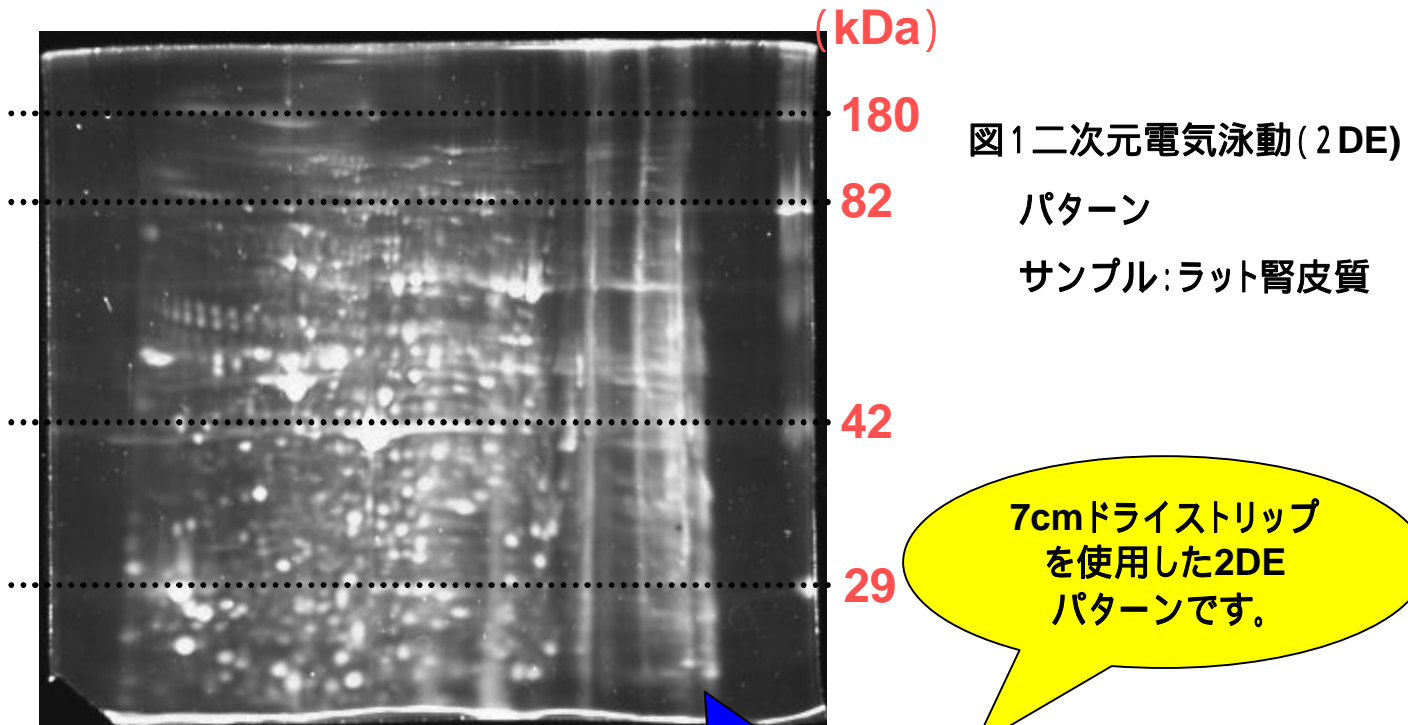 (kDa)
180
82
42
29
図1二次元電気泳動(2DE)
パターン
サンプル:ラット腎皮質
7cmドライストリップ
を使用した2DE
パターンです。